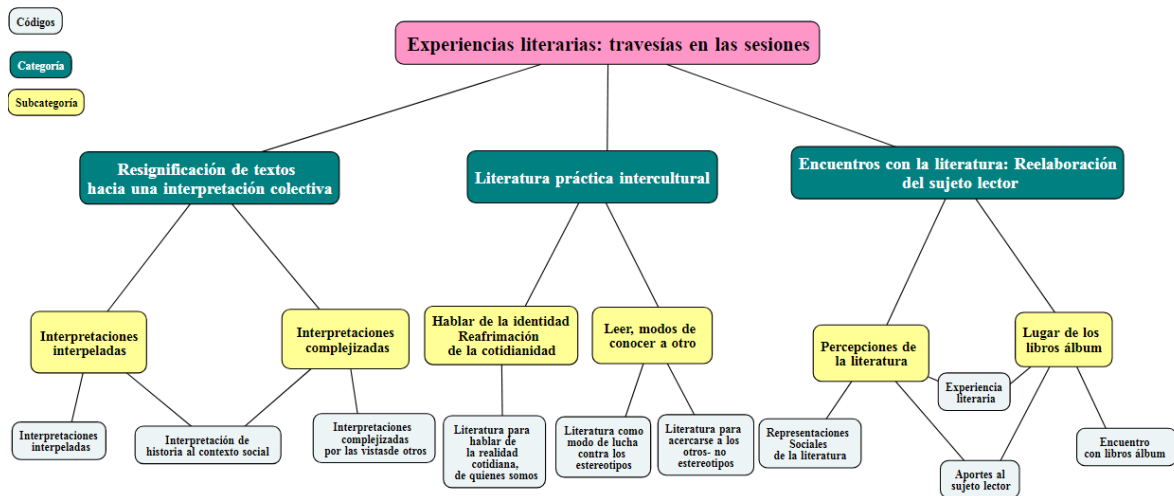 Códigos
Categoría
Subcategoría
Experiencias literarias: travesías en las sesiones
Resignificación de textos
hacia una interpretación colectiva
Literatura práctica intercultural
Encuentros con la literatura: Reelaboración
del sujeto lector
Interpretaciones
interpeladas
Interpretaciones
complejizadas
Hablar de la identidad
Reafrimación
de la cotidianidad
Leer, modos de
conocer a otro
Percepciones de
la literatura
Lugar de los
libros álbum
Interpretaciones
interpeladas
Interpretación de
historia al contexto social
Interpretaciones
complejizadas
por las vistasde otros
Literatura para
hablar de
la realidad
cotidiana,
de quienes somos
Literatura como
modo de lucha
contra los
estereotipos
Literatura para
acercarse a los
otros- no
estereotipos
Representaciones
Sociales
de la literatura
Experiencia
literaria
Aportes al
sujeto lector
Encuentro
con libros álbum